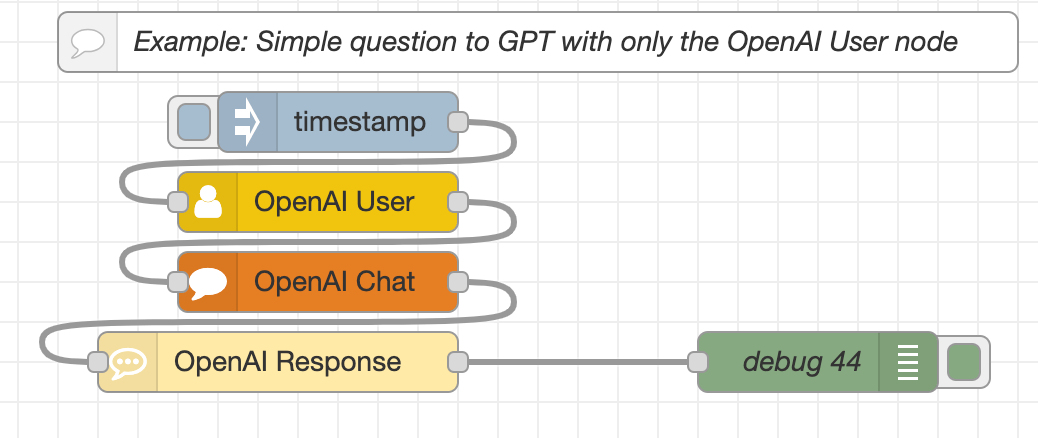 Example: Simple question to GPT with only the OpenAI User node
timestamp
OpenAI User
OpenAI Chat
OpenAI Response
debug 44